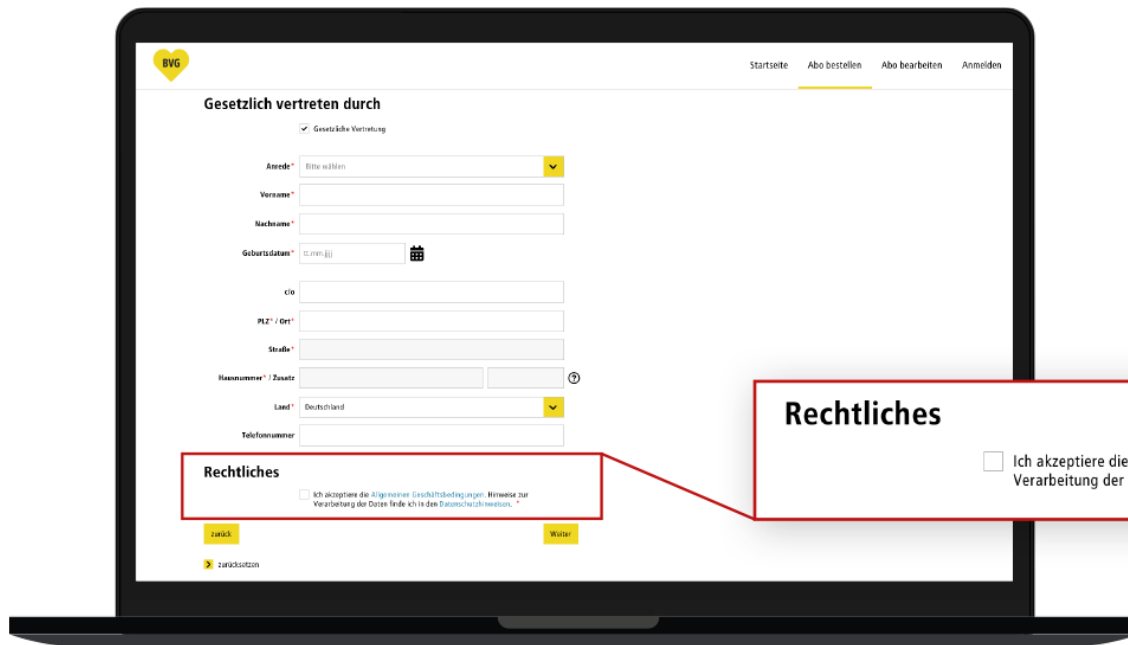 BVG
Startseite Abo bestellen Abo bearbeiten Anmelden
Gesetzlich vertreten durch
Gesetzliche Vertretung
Anrede* Bitte wählen
Vorname*
Nachname*
Geburtsdatum* tt.mm.jjjj
c/o
PLZ* / Ort*
Straße*
Hausnummer* / Zusatz
Land* Deutschland
Telefonnummer
Rechtliches
Ich akzeptiere die Allgemeinen Geschäftsbedingungen. Hinweise zur
Verarbeitung der Daten finde ich in den Datenschutzhinweisen. *
zurück Weiter
zurücksetzen
Rechtliches
Ich akzeptiere die
Verarbeitung der